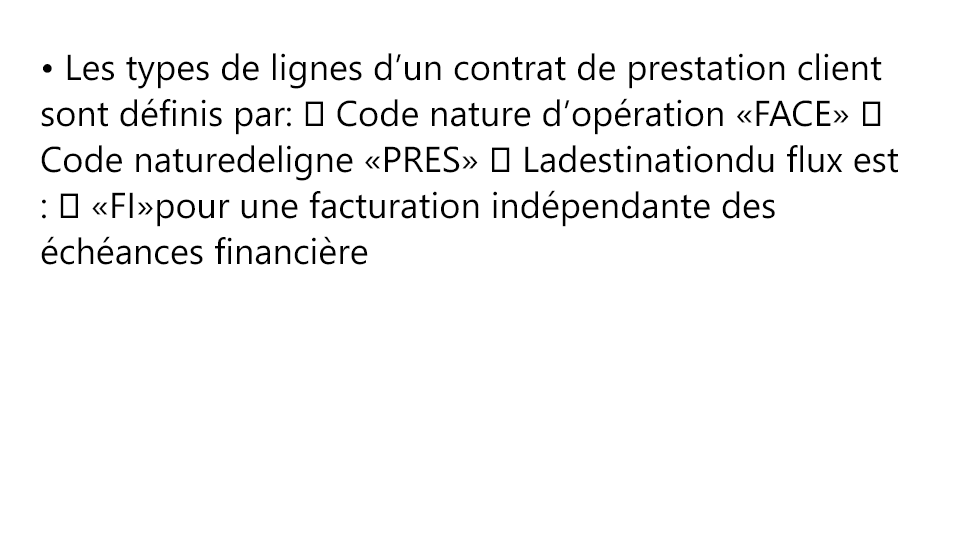 • Les types de lignes d’un contrat de prestation client
sont définis par: 􀂾 Code nature d’opération «FACE» 􀂾
Code naturedeligne «PRES» 􀂾 Ladestinationdu flux est
: 􀂾 «FI»pour une facturation indépendante des
échéances financière